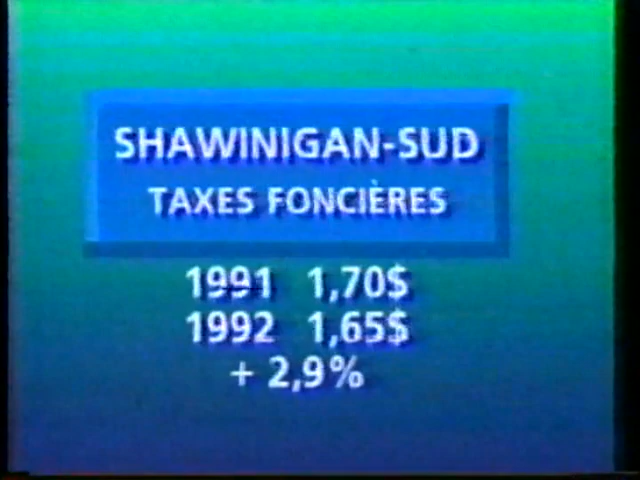 SHAWINIGAN-SUD
TAXES FONCIÈRES
1991 1,70$
1992 1,65$
+ 2,9%